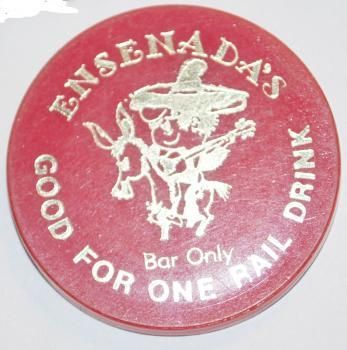 ENSENADA'S
Bar Only
GOOD FOR ONE RAIL DRINK